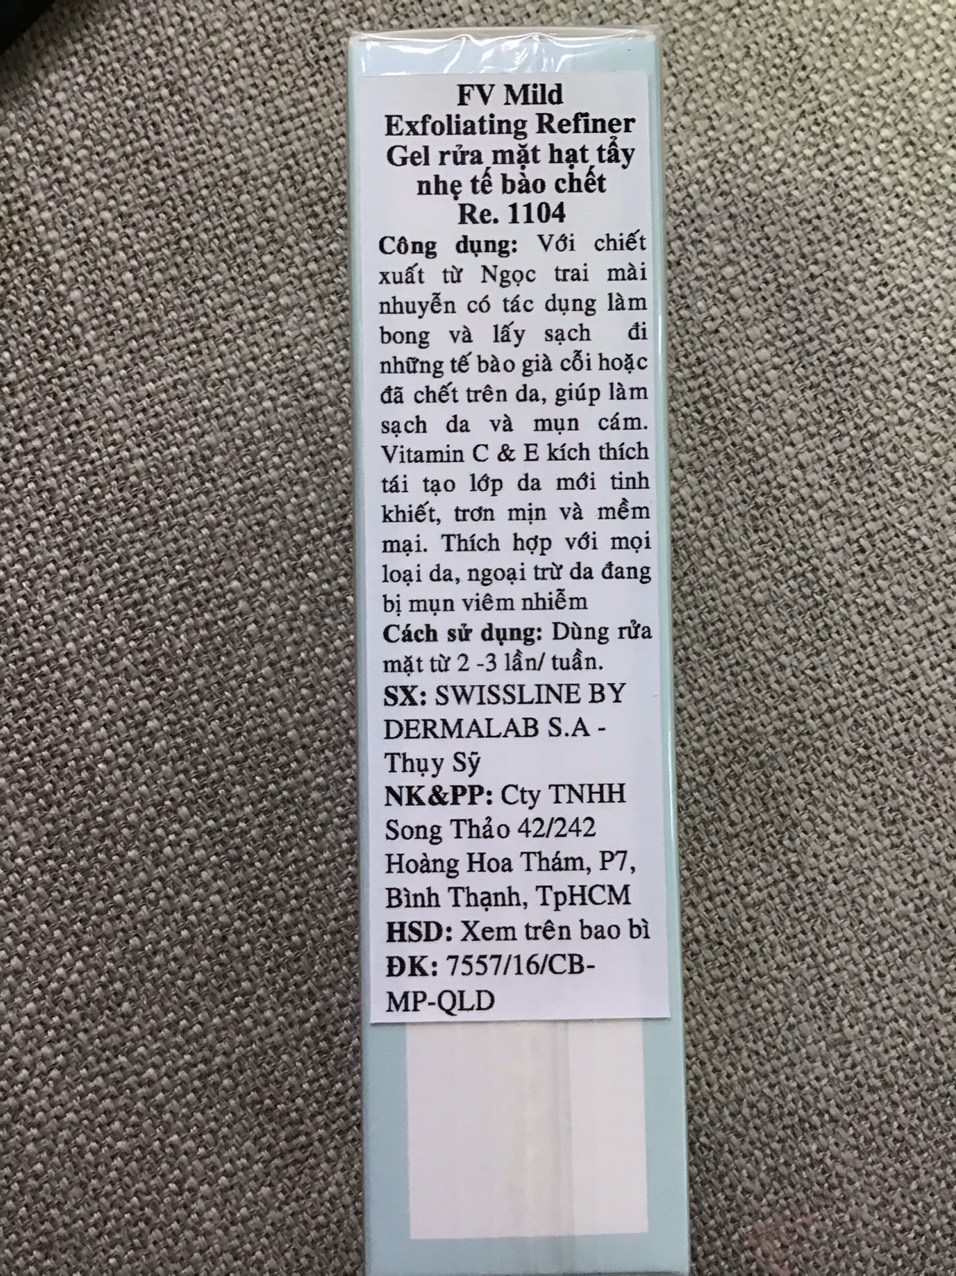 FV Mild
Exfoliating Refiner
Gel rửa mặt hạt tẩy
nhẹ tế bào chết
Re. 1104
Công dụng: Với chiết
xuất từ Ngọc trai mài
nhuyễn có tác dụng làm
bong và lấy sạch đi
những tế bào già cỗi hoặc
đã chết trên da, giúp làm
sạch da và mụn cám.
Vitamin C & E kích thích
tái tạo lớp da mới tinh
khiết, trơn mịn và mềm
mại. Thích hợp với mọi
loại da, ngoại trừ da đang
bị mụn viêm nhiễm
Cách sử dụng: Dùng rửa
mặt từ 2 -3 lần/ tuần.
SX: SWISSLINE BY
DERMALAB S.A -
Thụy Sỹ
NK&PP: Cty TNHH
Song Thảo 42/242
Hoàng Hoa Thám, P7,
Bình Thạnh, TpHCM
HSD: Xem trên bao bì
ĐK: 7557/16/CB-
MP-QLD